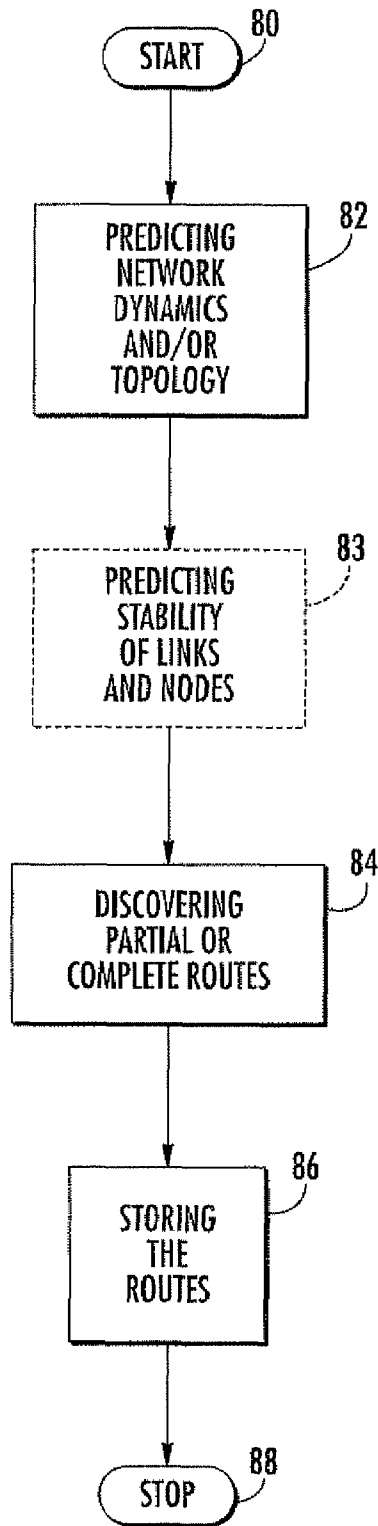 START
80
PREDICTING
NETWORK
DYNAMICS
AND/OR
TOPOLOGY
82
PREDICTING
STABILITY
OF LINKS
AND NODES
83
DISCOVERING
PARTIAL OR
COMPLETE ROUTES
84
STORING
THE
ROUTES
86
STOP
88